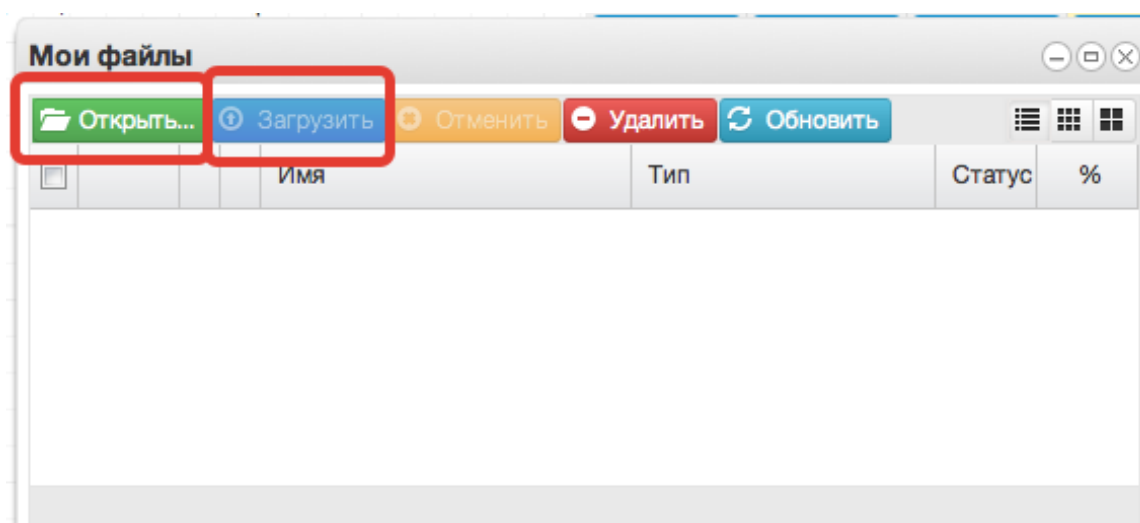 Мои файлы
Открыть... Загрузить Отменить Удалить Обновить
Имя Тип Статус %